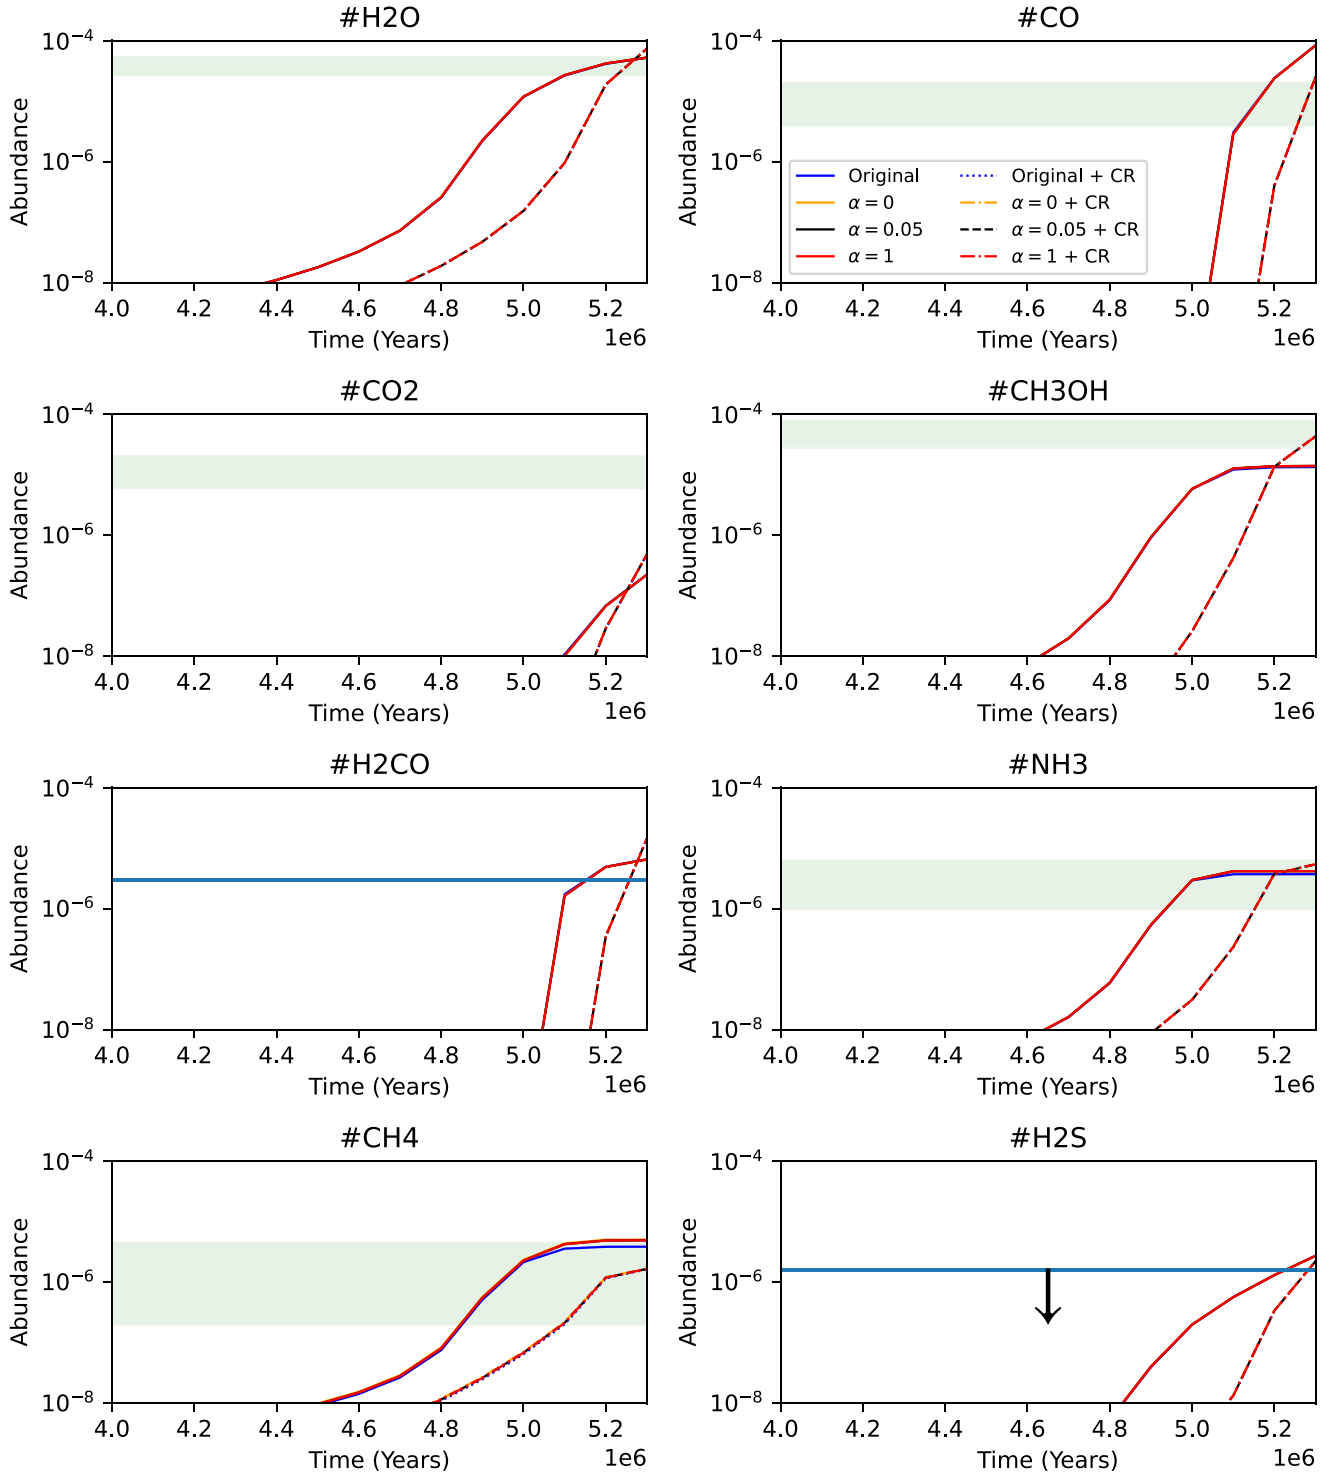 #H2O
10⁻⁴
10⁻⁶
10⁻⁸
Abundance
4.0 4.2 4.4 4.6 4.8 5.0 5.2
Time (Years)
1e6
#CO
10⁻⁴
10⁻⁶
10⁻⁸
Abundance
Original
α = 0
α = 0.05
α = 1
Original + CR
α = 0 + CR
α = 0.05 + CR
α = 1 + CR
4.0 4.2 4.4 4.6 4.8 5.0 5.2
Time (Years)
1e6
#CO2
10⁻⁴
10⁻⁶
10⁻⁸
Abundance
4.0 4.2 4.4 4.6 4.8 5.0 5.2
Time (Years)
1e6
#CH3OH
10⁻⁴
10⁻⁶
10⁻⁸
Abundance
4.0 4.2 4.4 4.6 4.8 5.0 5.2
Time (Years)
1e6
#H2CO
10⁻⁴
10⁻⁶
10⁻⁸
Abundance
4.0 4.2 4.4 4.6 4.8 5.0 5.2
Time (Years)
1e6
#NH3
10⁻⁴
10⁻⁶
10⁻⁸
Abundance
4.0 4.2 4.4 4.6 4.8 5.0 5.2
Time (Years)
1e6
#CH4
10⁻⁴
10⁻⁶
10⁻⁸
Abundance
4.0 4.2 4.4 4.6 4.8 5.0 5.2
Time (Years)
1e6
#H2S
10⁻⁴
10⁻⁶
10⁻⁸
Abundance
4.0 4.2 4.4 4.6 4.8 5.0 5.2
Time (Years)
1e6